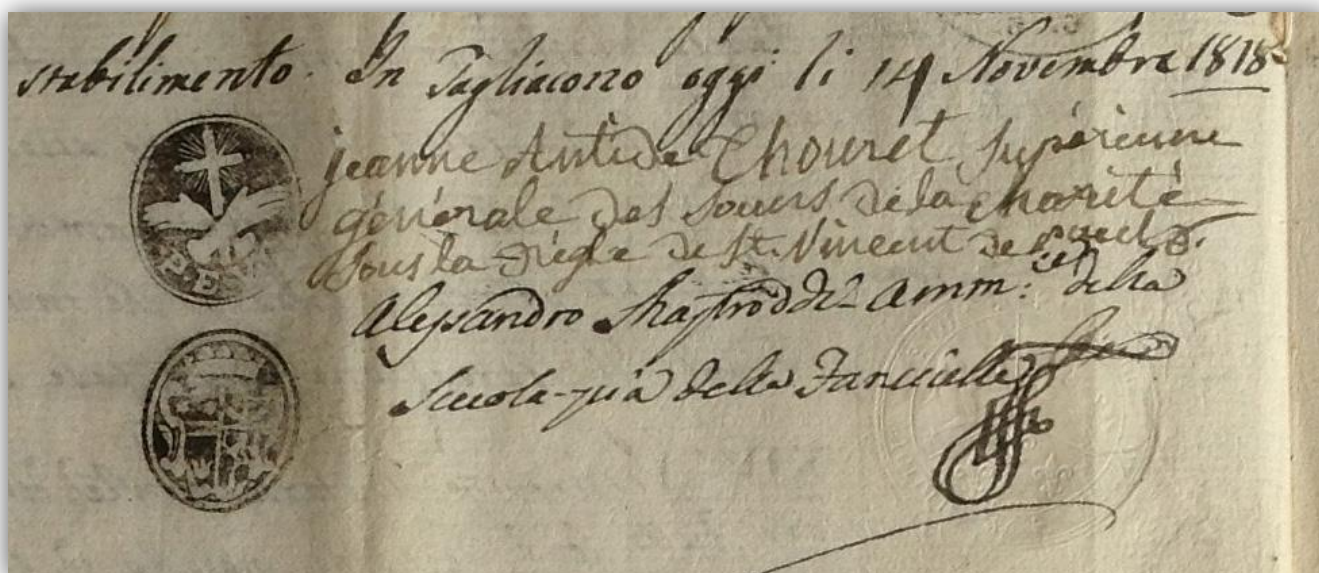 stabilimento. In Tagliacozzo oggi li 14 Novembre 1818
jeanne Antide Thouret Supérieure
générale des Soeurs de la charité
sous la règle de St. Vincent de paul
Alessandro Amm: della
Scuola-pia delle Fanciulle